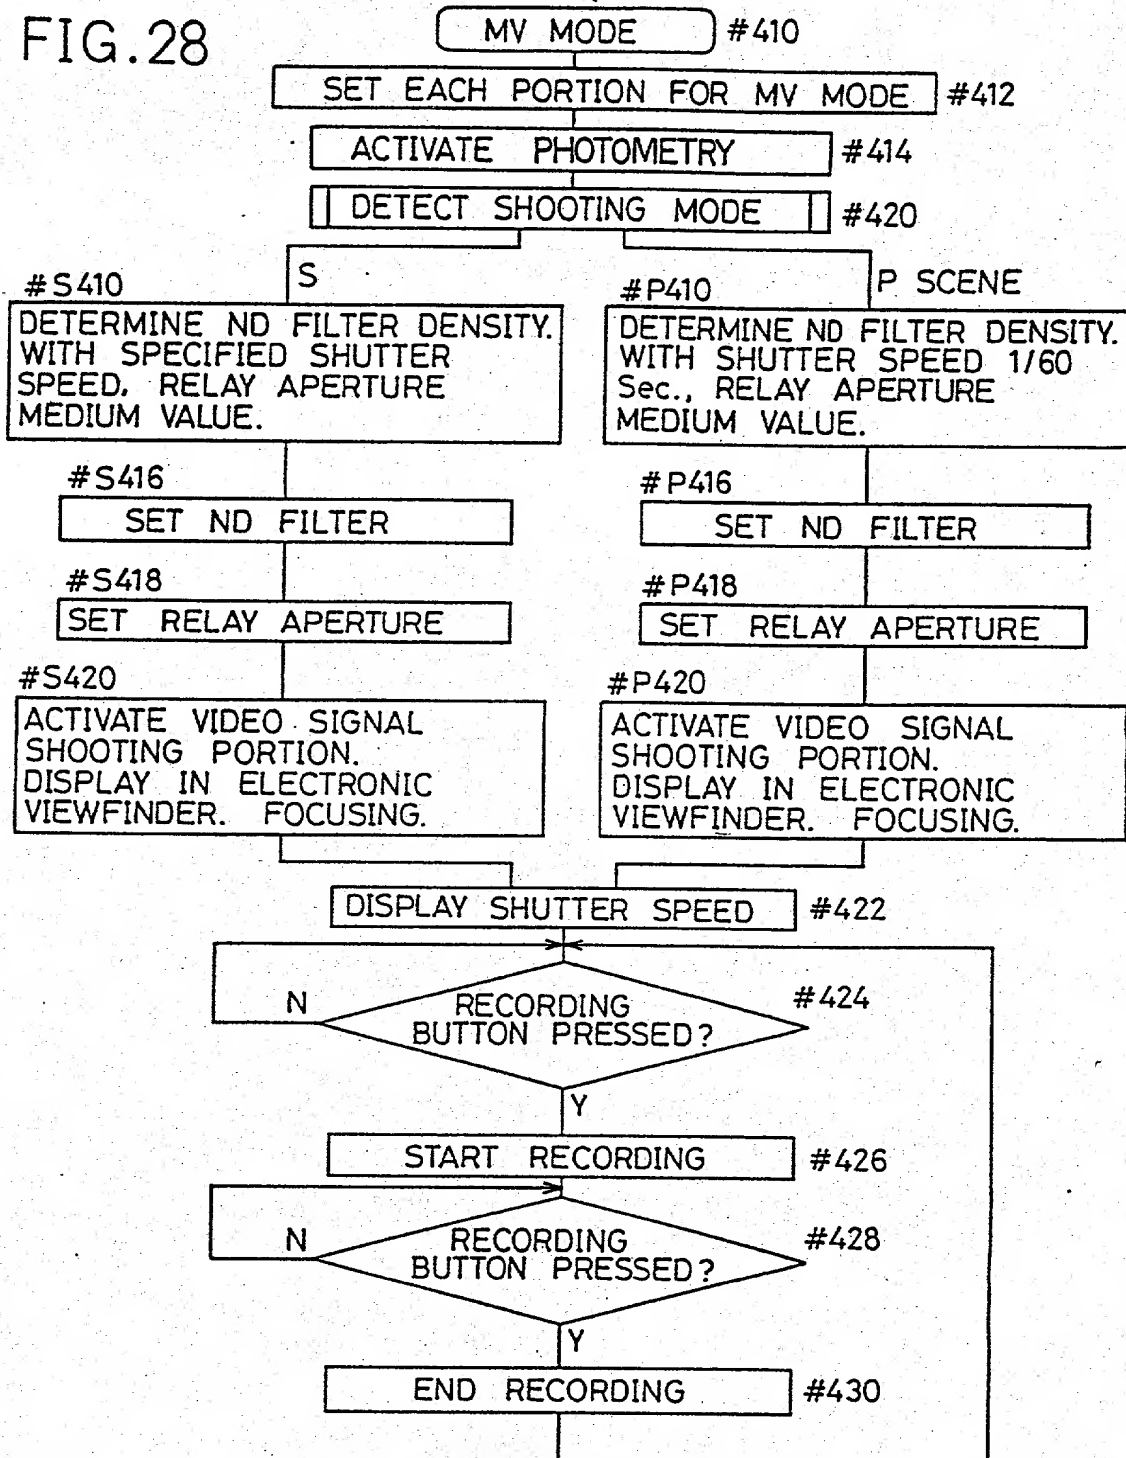 FIG.28
MV MODE #410
SET EACH PORTION FOR MV MODE #412
ACTIVATE PHOTOMETRY #414
DETECT SHOOTING MODE #420
S
P SCENE
#S410
DETERMINE ND FILTER DENSITY.
WITH SPECIFIED SHUTTER
SPEED, RELAY APERTURE
MEDIUM VALUE.
#P410
DETERMINE ND FILTER DENSITY.
WITH SHUTTER SPEED 1/60
Sec., RELAY APERTURE
MEDIUM VALUE.
#S416
SET ND FILTER
#P416
SET ND FILTER
#S418
SET RELAY APERTURE
#P418
SET RELAY APERTURE
#S420
ACTIVATE VIDEO SIGNAL
SHOOTING PORTION.
DISPLAY IN ELECTRONIC
VIEWFINDER. FOCUSING.
#P420
ACTIVATE VIDEO SIGNAL
SHOOTING PORTION.
DISPLAY IN ELECTRONIC
VIEWFINDER. FOCUSING.
DISPLAY SHUTTER SPEED #422
N
RECORDING
BUTTON PRESSED?
#424
Y
START RECORDING #426
N
RECORDING
BUTTON PRESSED?
#428
Y
END RECORDING #430